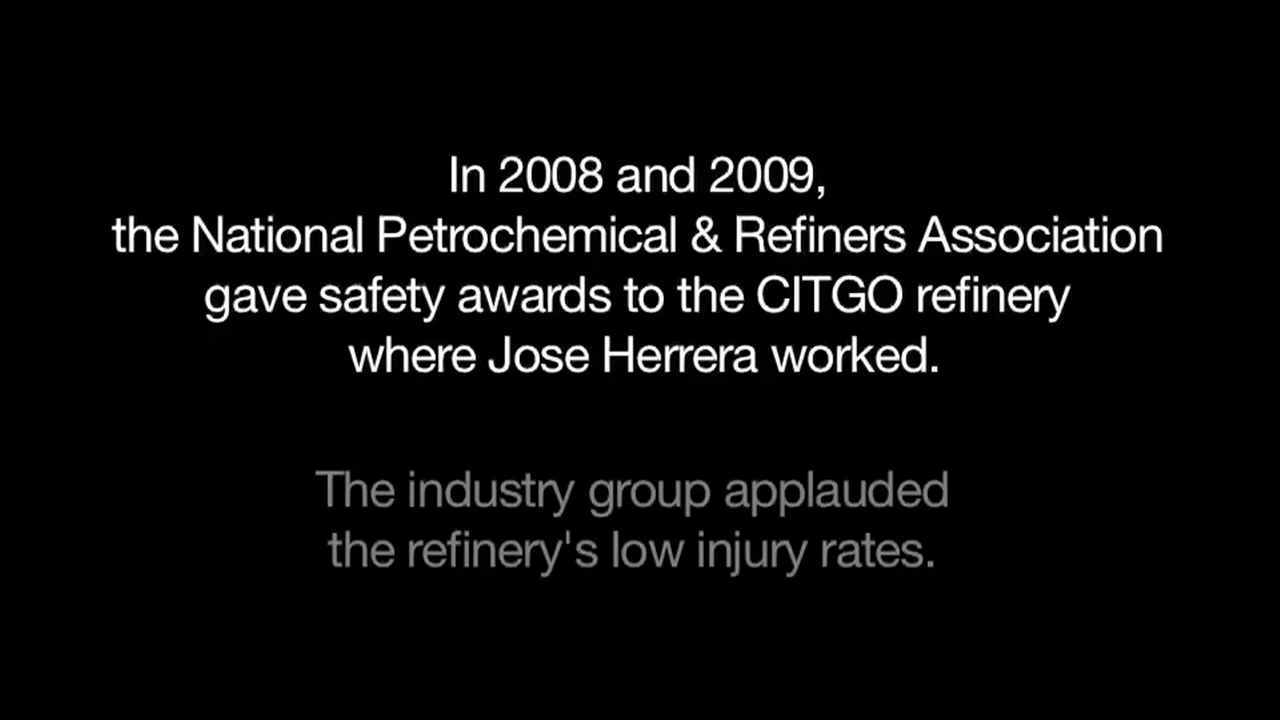 In 2008 and 2009,
the National Petrochemical & Refiners Association
gave safety awards to the CITGO refinery
where Jose Herrera worked.
The industry group applauded
the refinery's low injury rates.